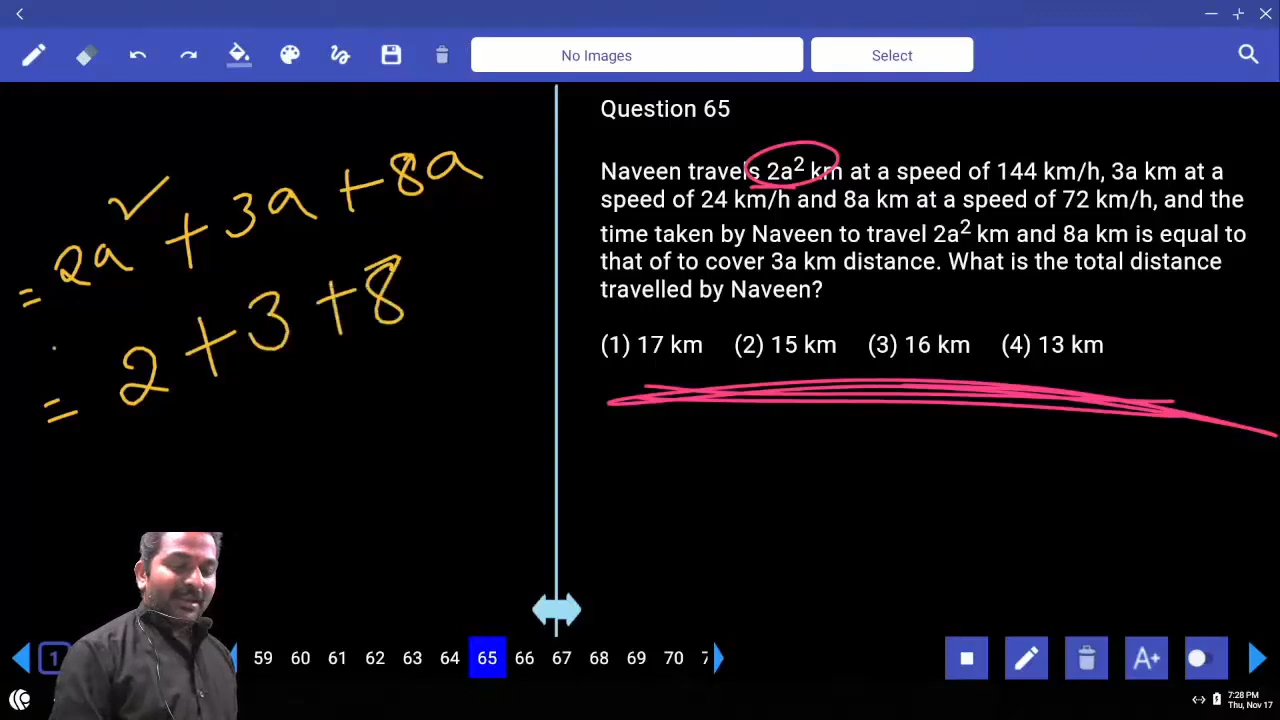 No Images
Select
= 2a² + 3a + 8a
= 2 + 3 + 8
Question 65
Naveen travels 2a² km at a speed of 144 km/h, 3a km at a
speed of 24 km/h and 8a km at a speed of 72 km/h, and the
time taken by Naveen to travel 2a² km and 8a km is equal to
that of to cover 3a km distance. What is the total distance
travelled by Naveen?
(1) 17 km (2) 15 km (3) 16 km (4) 13 km
1 59 60 61 62 63 64 65 66 67 68 69 70
A+
7:28 PM
Thu, Nov 17